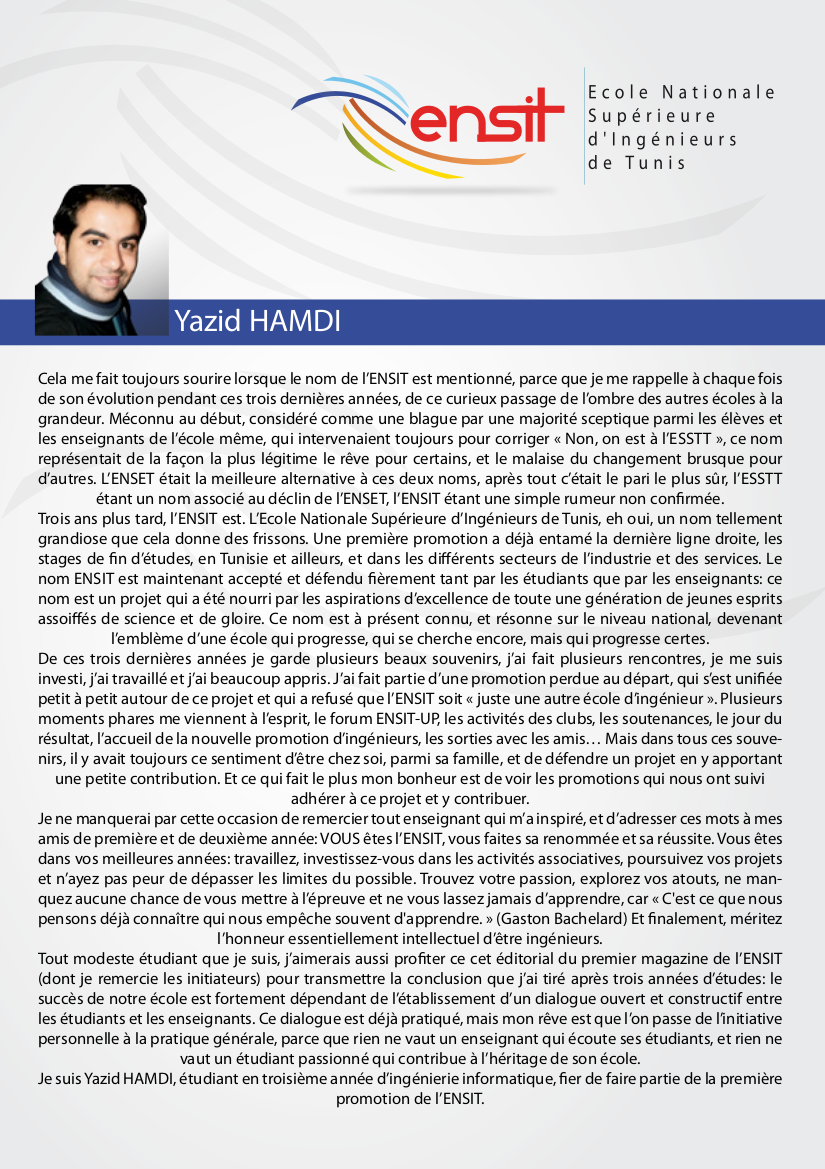 ensit
Ecole Nationale
Supérieure
d'Ingénieurs
de Tunis
Yazid HAMDI
Cela me fait toujours sourire lorsque le nom de l’ENSIT est mentionné, parce que je me rappelle à chaque fois
de son évolution pendant ces trois dernières années, de ce curieux passage de l’ombre des autres écoles à la
grandeur. Méconnu au début, considéré comme une blague par une majorité sceptique parmi les élèves et
les enseignants de l’école même, qui intervenaient toujours pour corriger « Non, on est à l’ESSTT », ce nom
représentait de la façon la plus légitime le rêve pour certains, et le malaise du changement brusque pour
d’autres. L’ENSET était la meilleure alternative à ces deux noms, après tout c’était le pari le plus sûr, l’ESSTT
étant un nom associé au déclin de l’ENSET, l’ENSIT étant une simple rumeur non confirmée.
Trois ans plus tard, l’ENSIT est. L’Ecole Nationale Supérieure d’Ingénieurs de Tunis, eh oui, un nom tellement
grandiose que cela donne des frissons. Une première promotion a déjà entamé la dernière ligne droite, les
stages de fin d’études, en Tunisie et ailleurs, et dans les différents secteurs de l’industrie et des services. Le
nom ENSIT est maintenant accepté et défendu fièrement tant par les étudiants que par les enseignants: ce
nom est un projet qui a été nourri par les aspirations d’excellence de toute une génération de jeunes esprits
assoiffés de science et de gloire. Ce nom est à présent connu, et résonne sur le niveau national, devenant
l’emblème d’une école qui progresse, qui se cherche encore, mais qui progresse certes.
De ces trois dernières années je garde plusieurs beaux souvenirs, j’ai fait plusieurs rencontres, je me suis
investi, j’ai travaillé et j’ai beaucoup appris. J’ai fait partie d’une promotion perdue au départ, qui s’est unifiée
petit à petit autour de ce projet et qui a refusé que l’ENSIT soit « juste une autre école d’ingénieur ». Plusieurs
moments phares me viennent à l’esprit, le forum ENSIT-UP, les activités des clubs, les soutenances, le jour du
résultat, l’accueil de la nouvelle promotion d’ingénieurs, les sorties avec les amis… Mais dans tous ces souve-
nirs, il y avait toujours ce sentiment d’être chez soi, parmi sa famille, et de défendre un projet en y apportant
une petite contribution. Et ce qui fait le plus mon bonheur est de voir les promotions qui nous ont suivi
adhérer à ce projet et y contribuer.
Je ne manquerai par cette occasion de remercier tout enseignant qui m’a inspiré, et d’adresser ces mots à mes
amis de première et de deuxième année: VOUS êtes l’ENSIT, vous faites sa renommée et sa réussite. Vous êtes
dans vos meilleures années: travaillez, investissez-vous dans les activités associatives, poursuivez vos projets
et n’ayez pas peur de dépasser les limites du possible. Trouvez votre passion, explorez vos atouts, ne man-
quez aucune chance de vous mettre à l’épreuve et ne vous lassez jamais d’apprendre, car « C'est ce que nous
pensons déjà connaître qui nous empêche souvent d'apprendre. » (Gaston Bachelard) Et finalement, méritez
l’honneur essentiellement intellectuel d’être ingénieurs.
Tout modeste étudiant que je suis, j’aimerais aussi profiter ce cet éditorial du premier magazine de l’ENSIT
(dont je remercie les initiateurs) pour transmettre la conclusion que j’ai tiré après trois années d’études: le
succès de notre école est fortement dépendant de l’établissement d’un dialogue ouvert et constructif entre
les étudiants et les enseignants. Ce dialogue est déjà pratiqué, mais mon rêve est que l’on passe de l’initiative
personnelle à la pratique générale, parce que rien ne vaut un enseignant qui écoute ses étudiants, et rien ne
vaut un étudiant passionné qui contribue à l’héritage de son école.
Je suis Yazid HAMDI, étudiant en troisième année d’ingénierie informatique, fier de faire partie de la première
promotion de l’ENSIT.